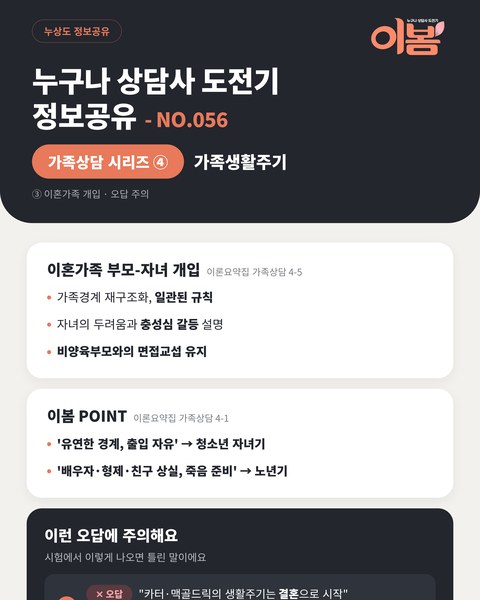 누상도 정보공유
누구나 상담사 도전기
이봄
누구나 상담사 도전기
정보공유 - NO.056
가족상담 시리즈 ④ 가족생활주기
③ 이혼가족 개입 · 오답 주의
이혼가족 부모-자녀 개입 이론요약집 가족상담 4-5
• 가족경계 재구조화, 일관된 규칙
• 자녀의 두려움과 충성심 갈등 설명
• 비양육부모와의 면접교섭 유지
이봄 POINT 이론요약집 가족상담 4-1
• '유연한 경계, 출입 자유' → 청소년 자녀기
• '배우자·형제·친구 상실, 죽음 준비' → 노년기
이런 오답에 주의해요
시험에서 이렇게 나오면 틀린 말이에요
× 오답 "카터·맥골드릭의 생활주기는 결혼으로 시작"